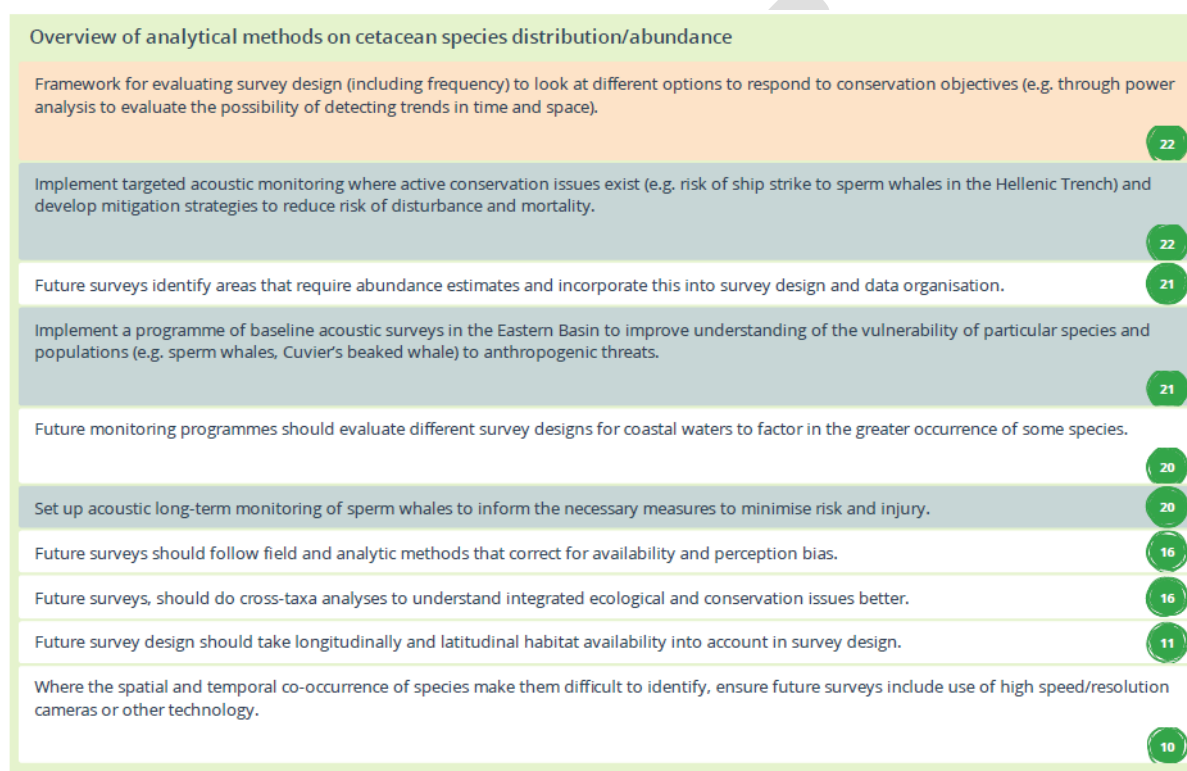 Overview of analytical methods on cetacean species distribution/abundance
Framework for evaluating survey design (including frequency) to look at different options to respond to conservation objectives (e.g. through power
analysis to evaluate the possibility of detecting trends in time and space).
22
Implement targeted acoustic monitoring where active conservation issues exist (e.g. risk of ship strike to sperm whales in the Hellenic Trench) and
develop mitigation strategies to reduce risk of disturbance and mortality.
22
Future surveys identify areas that require abundance estimates and incorporate this into survey design and data organisation.
21
Implement a programme of baseline acoustic surveys in the Eastern Basin to improve understanding of the vulnerability of particular species and
populations (e.g. sperm whales, Cuvier's beaked whale) to anthropogenic threats.
21
Future monitoring programmes should evaluate different survey designs for coastal waters to factor in the greater occurrence of some species.
20
Set up acoustic long-term monitoring of sperm whales to inform the necessary measures to minimise risk and injury.
20
Future surveys should follow field and analytic methods that correct for availability and perception bias.
16
Future surveys, should do cross-taxa analyses to understand integrated ecological and conservation issues better.
16
Future survey design should take longitudinally and latitudinal habitat availability into account in survey design.
11
Where the spatial and temporal co-occurrence of species make them difficult to identify, ensure future surveys include use of high speed/resolution
cameras or other technology.
10